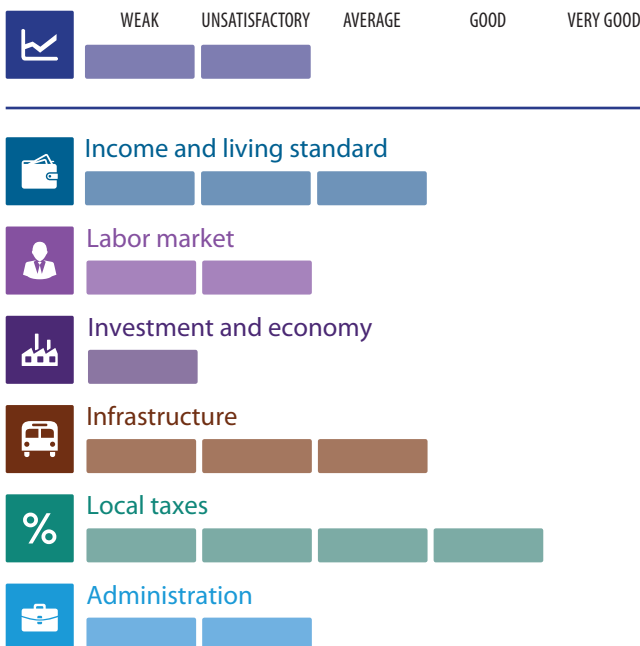 WEAK UNSATISFACTORY AVERAGE GOOD VERY GOOD
Income and living standard
Labor market
Investment and economy
Infrastructure
Local taxes
%
Administration